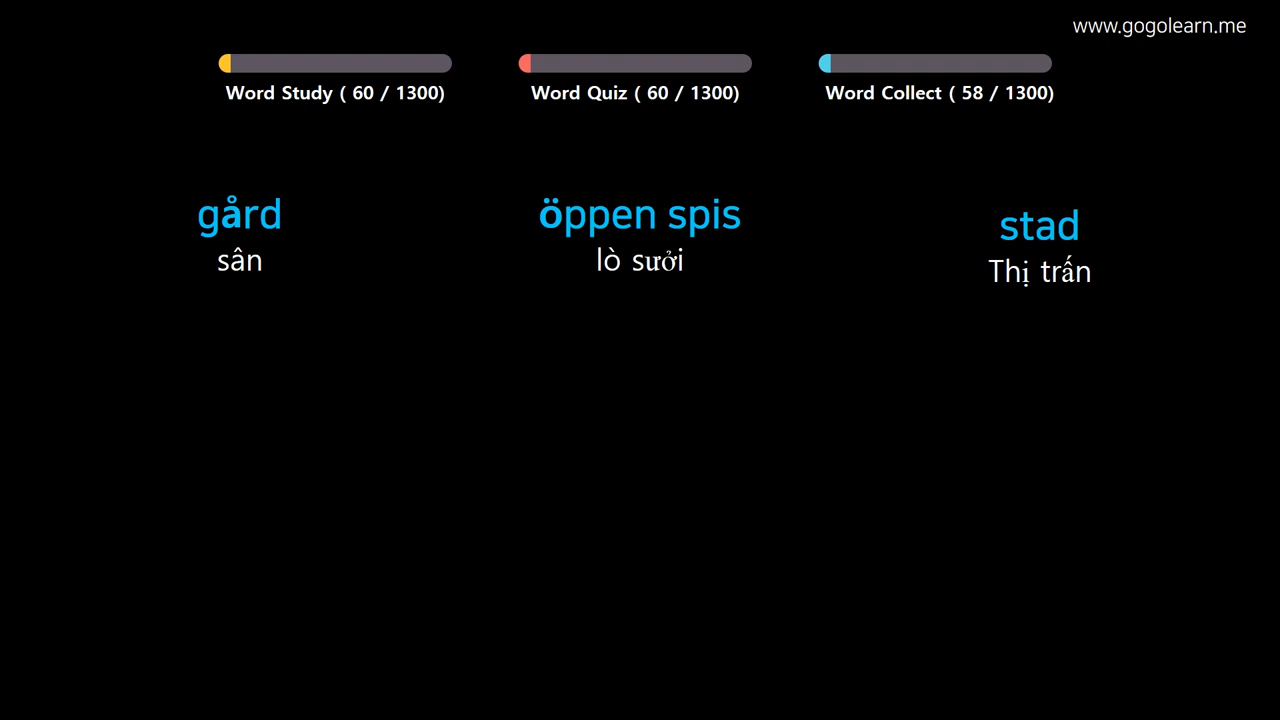 www.gogolearn.me
Word Study ( 60 / 1300)
Word Quiz ( 60 / 1300)
Word Collect ( 58 / 1300)
gård
sân
öppen spis
lò sưởi
stad
Thị trấn